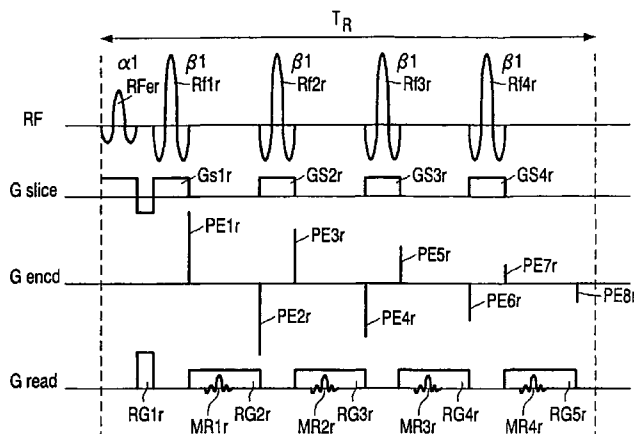 T_R
α1 β1 β1 β1 β1
RFer Rf1r Rf2r Rf3r Rf4r
RF
Gs1r GS2r GS3r GS4r
G slice
PE1r PE3r PE5r PE7r
G encd
PE2r PE4r PE6r PE8r
G read
RG1r MR1r RG2r MR2r RG3r MR3r RG4r MR4r RG5r